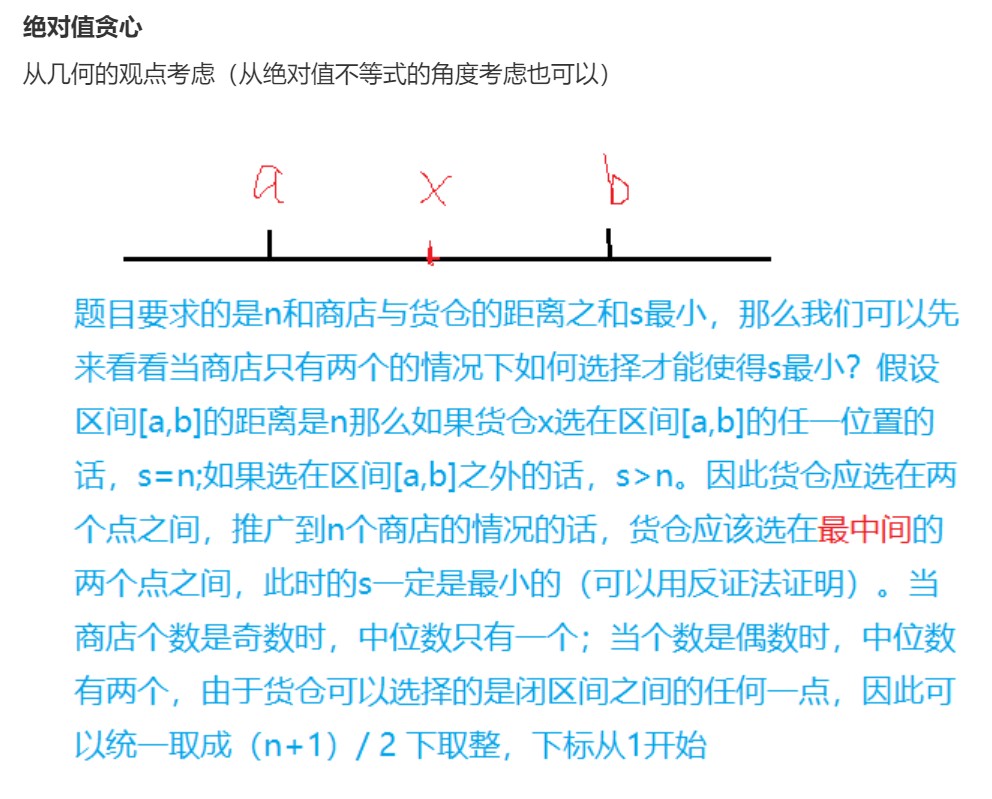 绝对值贪心
从几何的观点考虑（从绝对值不等式的角度考虑也可以）
a x b
题目要求的是n和商店与货仓的距离之和s最小，那么我们可以先
来看看当商店只有两个的情况下如何选择才能使得s最小？假设
区间[a,b]的距离是n那么如果货仓x选在区间[a,b]的任一位置的
话，s=n;如果选在区间[a,b]之外的话，s>n。因此货仓应选在两
个点之间，推广到n个商店的情况的话，货仓应该选在最中间的
两个点之间，此时的s一定是最小的（可以用反证法证明）。当
商店个数是奇数时，中位数只有一个；当个数是偶数时，中位数
有两个，由于货仓可以选择的是闭区间之间的任何一点，因此可
以统一取成（n+1）/ 2 下取整，下标从1开始